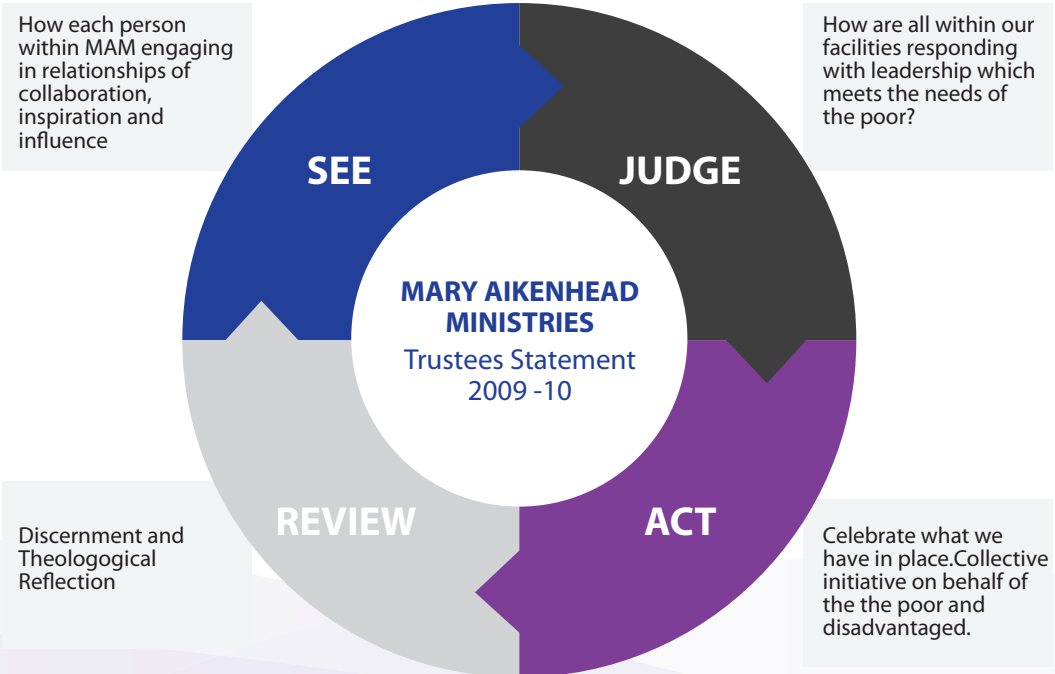 How each person
within MAM engaging
in relationships of
collaboration,
inspiration and
influence
SEE
JUDGE
How are all within our
facilities responding
with leadership which
meets the needs of
the poor?
MARY AIKENHEAD
MINISTRIES
Trustees Statement
2009 -10
Discernment and
Theologogical
Reflection
REVIEW
ACT
Celebrate what we
have in place.Collective
initiative on behalf of
the the poor and
disadvantaged.